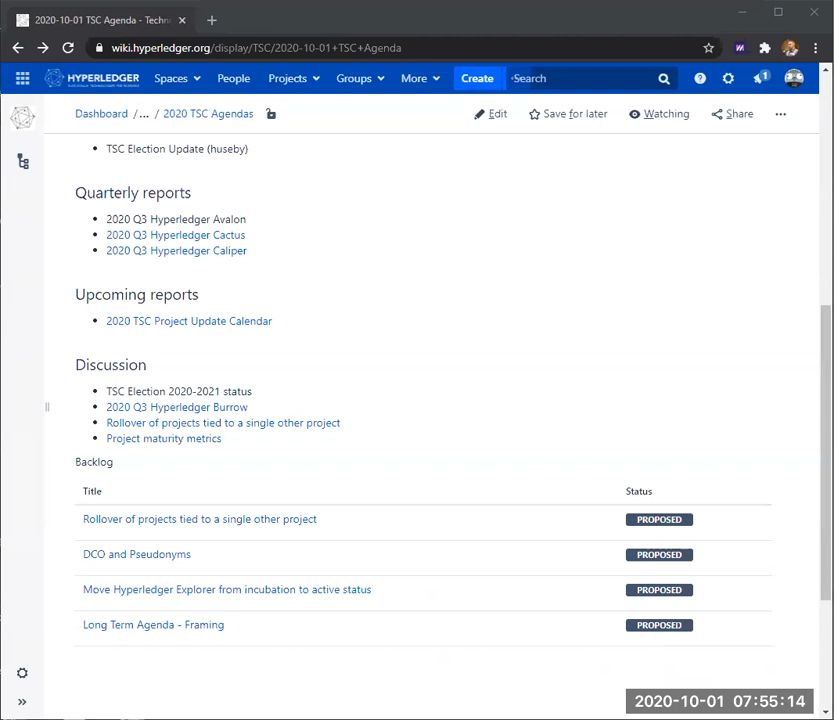 2020-10-01 TSC Agenda - Techn
wiki.hyperledger.org/display/TSC/2020-10-01+TSC+Agenda
HYPERLEDGER
Spaces
People
Projects
Groups
More
Create
Search
1
Dashboard / ... / 2020 TSC Agendas
Edit
Save for later
Watching
Share
TSC Election Update (huseby)
Quarterly reports
2020 Q3 Hyperledger Avalon
2020 Q3 Hyperledger Cactus
2020 Q3 Hyperledger Caliper
Upcoming reports
2020 TSC Project Update Calendar
Discussion
TSC Election 2020-2021 status
2020 Q3 Hyperledger Burrow
Rollover of projects tied to a single other project
Project maturity metrics
Backlog
Title Status
Rollover of projects tied to a single other project PROPOSED
DCO and Pseudonyms PROPOSED
Move Hyperledger Explorer from incubation to active status PROPOSED
Long Term Agenda - Framing PROPOSED
2020-10-01 07:55:14